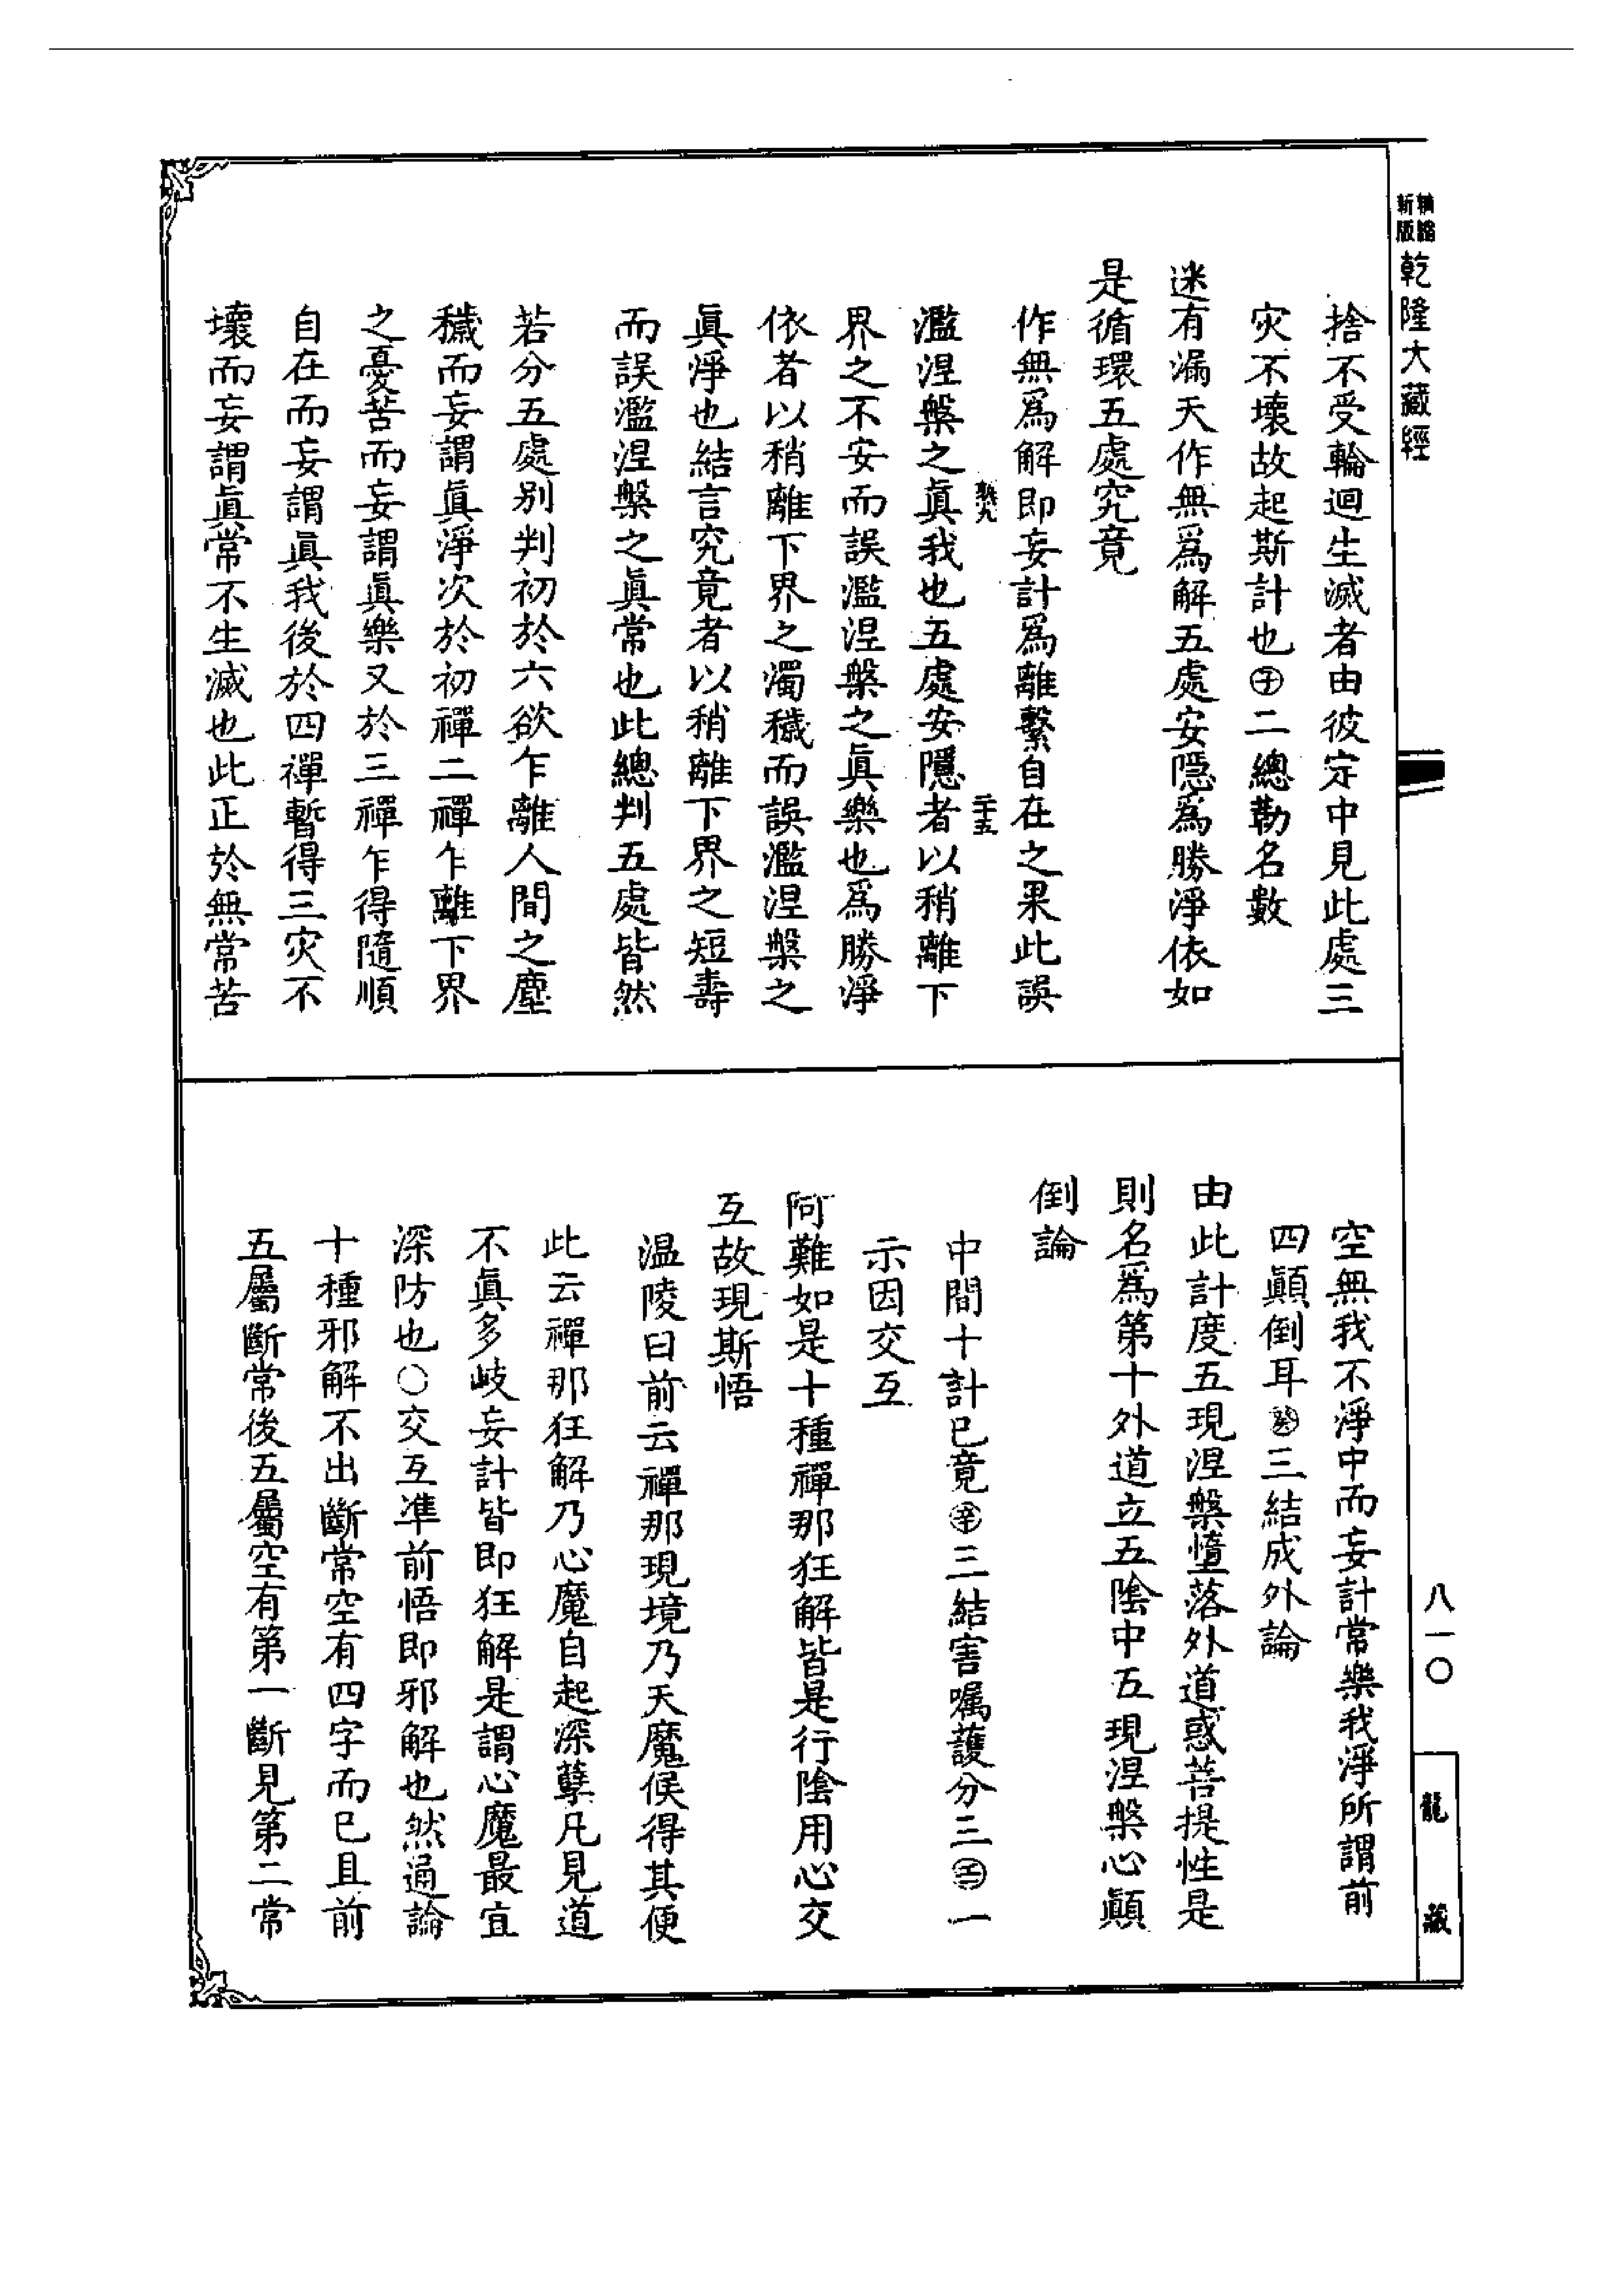 新版
乾隆大藏經
捨不受輪迴生滅者由彼定中見此處三
灾不壞故起斯計也㊉二總勒名數
迷有漏天作無爲解五處安隱爲勝淨依如
是循環五處究竟
作無爲解即妄計爲離繫自在之果此誤
濫涅槃之眞我也五處安隱者以稍離下
二十五
界之不安而誤濫涅槃之眞樂也爲勝淨
依者以稍離下界之濁穢而誤濫涅槃之
眞淨也結言究竟者以稍離下界之短壽
而誤濫涅槃之眞常也此總判五處皆然
若分五處別判初於六欲乍離人間之塵
穢而妄謂眞淨次於初禪二禪乍離下界
之憂苦而妄謂眞樂又於三禪乍得隨順
自在而妄謂眞我後於四禪暫得三灾不
壞而妄謂眞常不生滅也此正於無常苦
空無我不淨中而妄計常樂我淨所謂前
四顚倒耳癸三結成外論
由此計度五現涅槃墮落外道惑菩提性是
則名爲第十外道立五陰中五現涅槃心顚
倒論
中間十計已竟辛三結害囑護分三壬一
示因交互
阿難如是十種禪那狂解皆是行陰用心交
互故現斯悟
温陵曰前云禪那現境乃天魔候得其便
此云禪那狂解乃心魔自起深孽凡見道
不眞多岐妄計皆即狂解是謂心魔最宜
深防也○交互準前悟即邪解也然通論
十種邪解不出斷常空有四字而已且前
五屬斷常後五屬空有第一斷見第二常
八一〇
龍藏